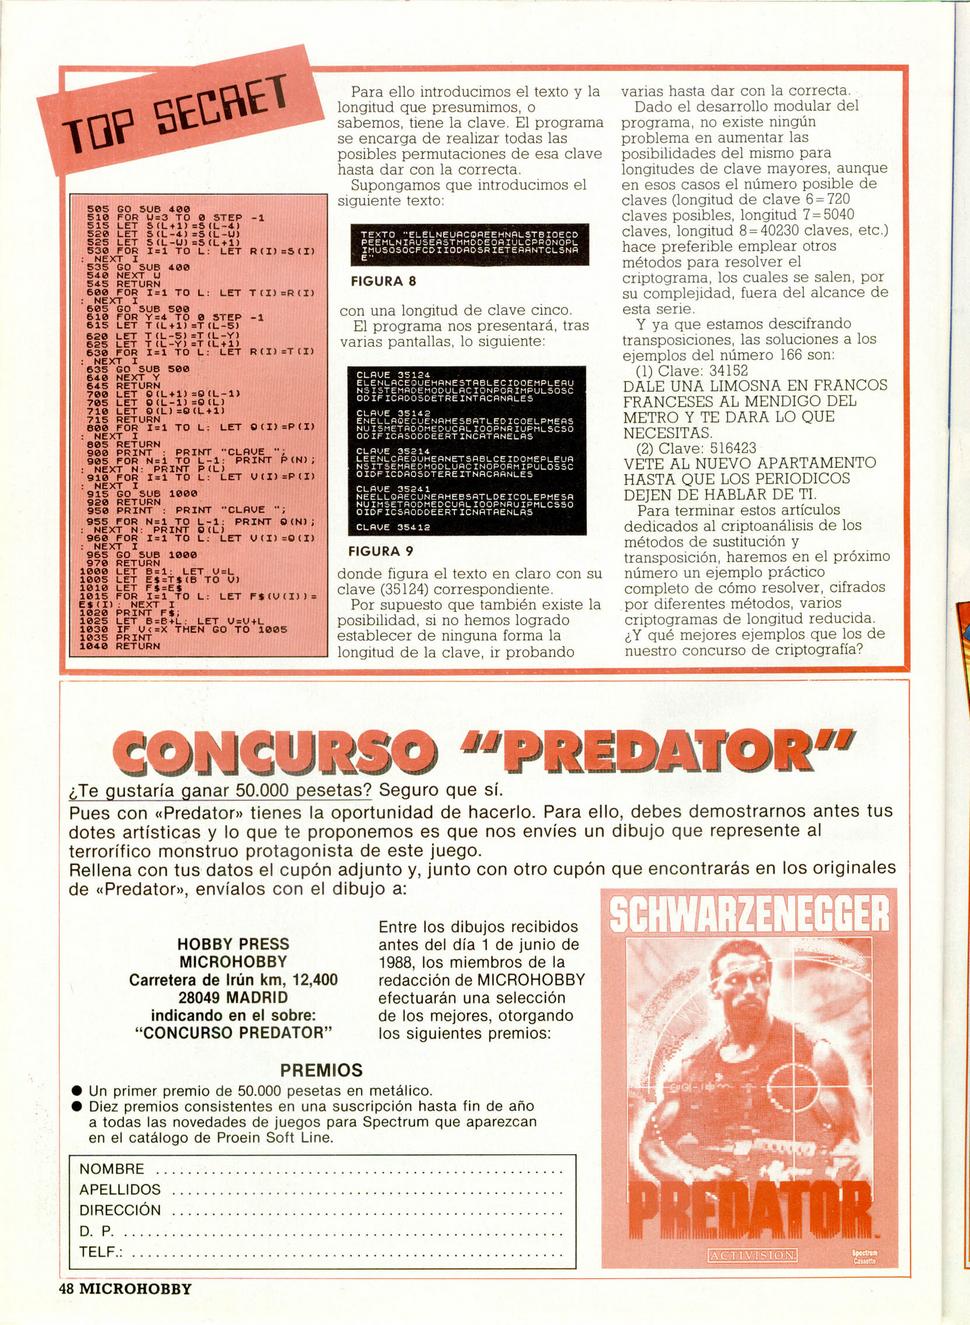 TOP SECRET
505 GO SUB 400
510 FOR U=3 TO 0 STEP -1
515 LET S(L+1)=S(L-4)
520 LET S(L-4)=S(L-U)
525 LET S(L-U)=S(L+1)
530 FOR I=1 TO L: LET R(I)=S(I)
: NEXT I
535 GO SUB 400
540 NEXT U
545 RETURN
600 FOR I=1 TO L: LET T(I)=R(I)
: NEXT I
605 GO SUB 500
610 FOR Y=4 TO 0 STEP -1
615 LET T(L+1)=T(L-5)
620 LET T(L-5)=T(L-Y)
625 LET T(L-Y)=T(L+1)
630 FOR I=1 TO L: LET R(I)=T(I)
: NEXT I
635 GO SUB 500
640 NEXT Y
645 RETURN
700 LET Q(L+1)=Q(L-1)
705 LET Q(L-1)=Q(L)
710 LET Q(L)=Q(L+1)
715 RETURN
800 FOR I=1 TO L: LET Q(I)=P(I)
: NEXT I
805 RETURN
900 PRINT : PRINT "CLAVE ";
905 FOR N=1 TO L-1: PRINT P(N);
: NEXT N: PRINT P(L)
910 FOR I=1 TO L: LET V(I)=P(I)
: NEXT I
915 GO SUB 1000
920 RETURN
950 PRINT : PRINT "CLAVE ";
955 FOR N=1 TO L-1: PRINT Q(N);
: NEXT N: PRINT Q(L)
960 FOR I=1 TO L: LET V(I)=Q(I)
: NEXT I
965 GO SUB 1000
970 RETURN
1000 LET B=1: LET V=L
1005 LET E$=T$(B TO V)
1010 LET F$=E$
1015 FOR I=1 TO L: LET F$(V(I))=
E$(I): NEXT I
1020 PRINT F$;
1025 LET B=B+L: LET V=V+L
1030 IF V<=X THEN GO TO 1005
1035 PRINT
1040 RETURN
Para ello introducimos el texto y la
longitud que presumimos, o
sabemos, tiene la clave. El programa
se encarga de realizar todas las
posibles permutaciones de esa clave
hasta dar con la correcta.
Supongamos que introducimos el
siguiente texto:
TEXTO "ELELNEUACQAEEHNALSTBIOECD
PEEMLNIAUSEASTMMDDEOAIULCPRONOPL
IMUSOSOCFCDIIODAOSRIETERANTCLSNA
E"
FIGURA 8
con una longitud de clave cinco.
El programa nos presentará, tras
varias pantallas, lo siguiente:
CLAVE 35124
ELENLACEQUEHANESTABLECIDOEMPLEAU
NSISTEMADEMODULACIONPORIMPULSOSC
ODIFICADOSDETREINTACANALES
CLAVE 35142
ENELLAQECUHENAMESBATLEDICOELPMEAS
NUISMETADOMEDUCALIOOPNRIUPMLSCSO
ODIFICASODDEERTINCATANELAS
CLAVE 35214
LEENLCAEQUHEANETSBLCEIDOMEPLEUA
NSITSEMAEDMODLUACINOPORMIPULOSSC
OIDFICDAOSDTEREITNACAANLES
CLAVE 35241
NEELLQAECUNEAHEBSATLDEICOLEPMESA
NUIMSETAODMEDCUALIOOPNRUIPMLCSSO
OIDFICSAODDEERTICNATAENLAS
CLAVE 35412
FIGURA 9
donde figura el texto en claro con su
clave (35124) correspondiente.
Por supuesto que también existe la
posibilidad, si no hemos logrado
establecer de ninguna forma la
longitud de la clave, ir probando
varias hasta dar con la correcta.
Dado el desarrollo modular del
programa, no existe ningún
problema en aumentar las
posibilidades del mismo para
longitudes de clave mayores, aunque
en esos casos el número posible de
claves (longitud de clave 6=720
claves posibles, longitud 7=5040
claves, longitud 8=40230 claves, etc.)
hace preferible emplear otros
métodos para resolver el
criptograma, los cuales se salen, por
su complejidad, fuera del alcance de
esta serie.
Y ya que estamos descifrando
transposiciones, las soluciones a los
ejemplos del número 166 son:
(1) Clave: 34152
DALE UNA LIMOSNA EN FRANCOS
FRANCESES AL MENDIGO DEL
METRO Y TE DARA LO QUE
NECESITAS.
(2) Clave: 516423
VETE AL NUEVO APARTAMENTO
HASTA QUE LOS PERIODICOS
DEJEN DE HABLAR DE TI.
Para terminar estos artículos
dedicados al criptoanálisis de los
métodos de sustitución y
transposición, haremos en el próximo
número un ejemplo práctico
completo de cómo resolver, cifrados
por diferentes métodos, varios
criptogramas de longitud reducida.
¿Y qué mejores ejemplos que los de
nuestro concurso de criptografía?
CONCURSO "PREDATOR"
¿Te gustaría ganar 50.000 pesetas? Seguro que sí.
Pues con «Predator» tienes la oportunidad de hacerlo. Para ello, debes demostrarnos antes tus
dotes artísticas y lo que te proponemos es que nos envíes un dibujo que represente al
terrorífico monstruo protagonista de este juego.
Rellena con tus datos el cupón adjunto y, junto con otro cupón que encontrarás en los originales
de «Predator», envíalos con el dibujo a:
HOBBY PRESS
MICROHOBBY
Carretera de Irún km, 12,400
28049 MADRID
indicando en el sobre:
"CONCURSO PREDATOR"
Entre los dibujos recibidos
antes del día 1 de junio de
1988, los miembros de la
redacción de MICROHOBBY
efectuarán una selección
de los mejores, otorgando
los siguientes premios:
PREMIOS
● Un primer premio de 50.000 pesetas en metálico.
● Diez premios consistentes en una suscripción hasta fin de año
a todas las novedades de juegos para Spectrum que aparezcan
en el catálogo de Proein Soft Line.
NOMBRE
APELLIDOS
DIRECCIÓN
D. P.
TELF.:
SCHWARZENEGGER
PREDATOR
ACTIVISION
Spectrum
Cassette
48 MICROHOBBY